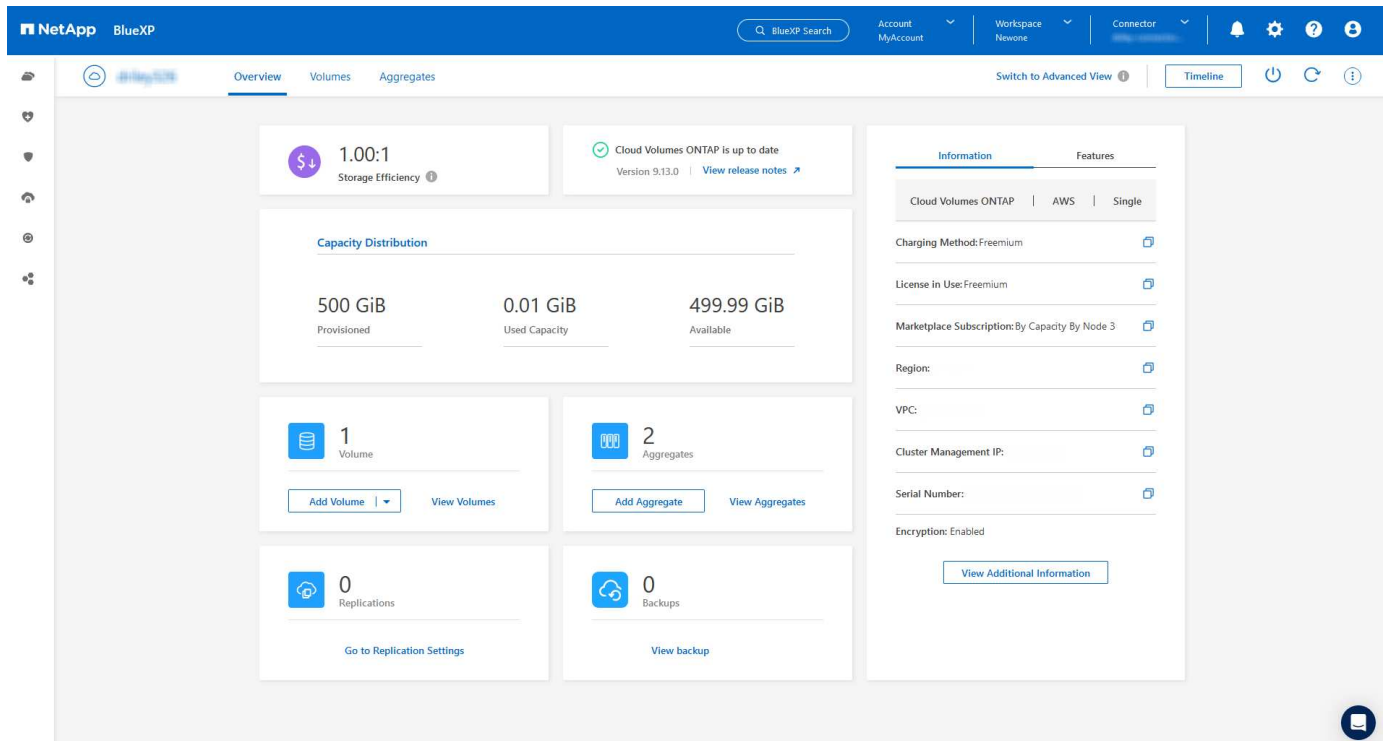 NetApp BlueXP
BlueXP Search
Account
MyAccount
Workspace
Newone
Connector
Overview
Volumes
Aggregates
Switch to Advanced View
Timeline
1.00:1
Storage Efficiency
Cloud Volumes ONTAP is up to date
Version 9.13.0 | View release notes
Capacity Distribution
500 GiB
Provisioned
0.01 GiB
Used Capacity
499.99 GiB
Available
1
Volume
Add Volume
View Volumes
2
Aggregates
Add Aggregate
View Aggregates
0
Replications
Go to Replication Settings
0
Backups
View backup
Information
Features
Cloud Volumes ONTAP | AWS | Single
Charging Method: Freemium
License in Use: Freemium
Marketplace Subscription: By Capacity By Node 3
Region:
VPC:
Cluster Management IP:
Serial Number:
Encryption: Enabled
View Additional Information